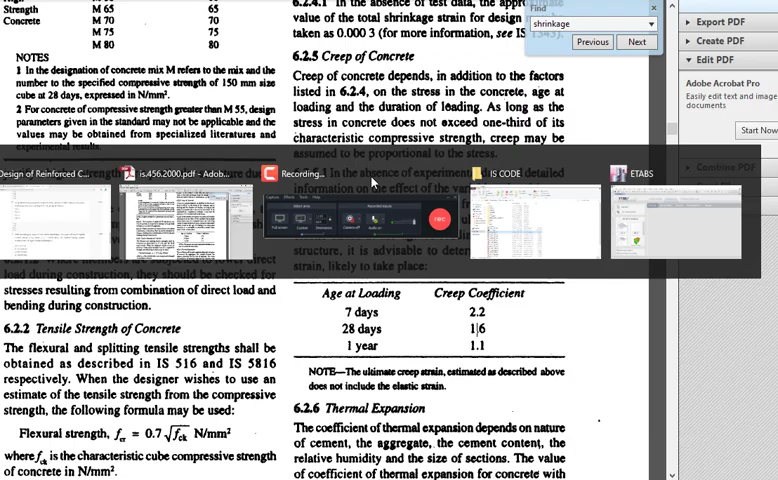 Strength M 65 65
Concrete M 70 70
M 75 75
M 80 80
NOTES
1 In the designation of concrete mix M refers to the mix and the
number to the specified compressive strength of 150 mm size
cube at 28 days, expressed in N/mm².
2 For concrete of compressive strength greater than M 55, design
parameters given in the standard may not be applicable and the
values may be obtained from specialized literatures and
experimental results.
stresses resulting from combination of direct load and
bending during construction.
6.2.2 Tensile Strength of Concrete
The flexural and splitting tensile strengths shall be
obtained as described in IS 516 and IS 5816
respectively. When the designer wishes to use an
estimate of the tensile strength from the compressive
strength, the following formula may be used:
Flexural strength, fcr = 0.7 √fck N/mm²
where fck is the characteristic cube compressive strength
of concrete in N/mm².
6.2.4.1 In the absence of test data, the
value of the total shrinkage strain for design
taken as 0.000 3 (for more information, see IS
6.2.5 Creep of Concrete
Creep of concrete depends, in addition to the factors
listed in 6.2.4, on the stress in the concrete, age at
loading and the duration of loading. As long as the
stress in concrete does not exceed one-third of its
characteristic compressive strength, creep may be
assumed to be proportional to the stress.
In the absence of detailed
information on the effect of the
structure, it is advisable to
strain, likely to take place:
Age at Loading Creep Coefficient
7 days 2.2
28 days 1.6
1 year 1.1
NOTE—The ultimate creep strain, estimated as described above
does not include the elastic strain.
6.2.6 Thermal Expansion
The coefficient of thermal expansion depends on nature
of cement, the aggregate, the cement content, the
relative humidity and the size of sections. The value
of coefficient of thermal expansion for concrete with
Find
shrinkage
Previous Next
Export PDF
Create PDF
Edit PDF
Adobe Acrobat Pro
Easily edit text and image
documents
Start Now
Combine PDF
Design of Reinforced C...
is.456.2000.pdf - Adob...
Recording...
IS CODE
ETABS
rec
load during construction, they should be checked for